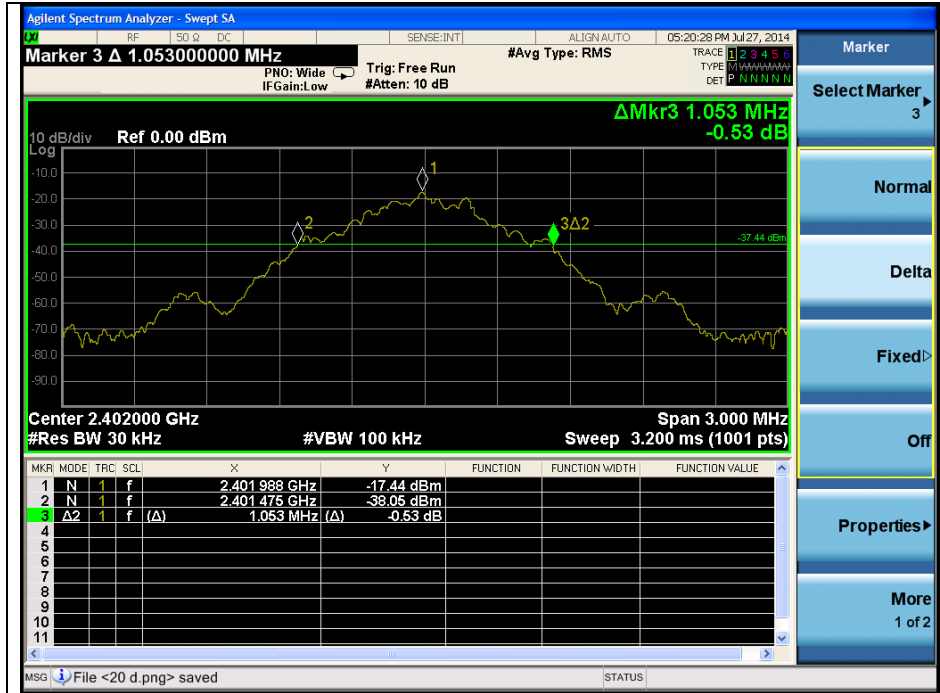 Agilent Spectrum Analyzer - Swept SA
LXI RF 50 Ω DC SENSE:INT ALIGN AUTO 05:20:28 PM Jul 27, 2014
Marker 3 Δ 1.053000000 MHz
PNO: Wide
IFGain:Low
Trig: Free Run
#Atten: 10 dB
#Avg Type: RMS
TRACE 1 2 3 4 5 6
TYPE M
DET P N N N N N
ΔMkr3 1.053 MHz
-0.53 dB
10 dB/div Ref 0.00 dBm
Log
-10.0
-20.0
-30.0
-40.0
-50.0
-60.0
-70.0
-80.0
-90.0
1
2
3Δ2
-37.44 dBm
Center 2.402000 GHz Span 3.000 MHz
#Res BW 30 kHz #VBW 100 kHz Sweep 3.200 ms (1001 pts)
MKR MODE TRC SCL X Y FUNCTION FUNCTION WIDTH FUNCTION VALUE
1 N 1 f 2.401 988 GHz -17.44 dBm
2 N 1 f 2.401 475 GHz -38.05 dBm
3 Δ2 1 f (Δ) 1.053 MHz (Δ) -0.53 dB
4
5
6
7
8
9
10
11
MSG File <20 d.png> saved STATUS
Marker
Select Marker
3
Normal
Delta
Fixed
Off
Properties
More
1 of 2